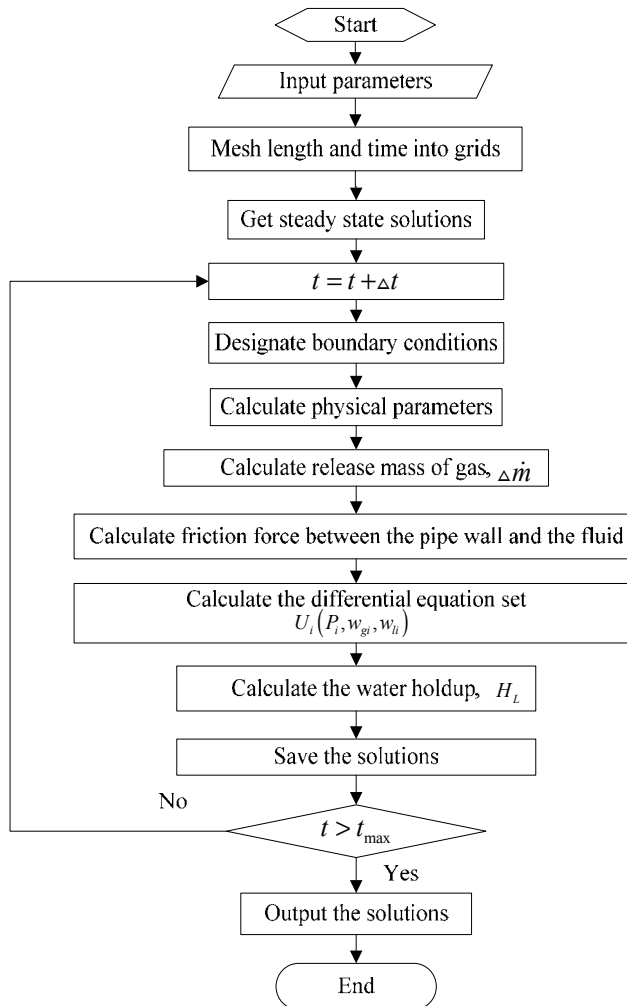 Start
Input parameters
Mesh length and time into grids
Get steady state solutions
t = t + △t
Designate boundary conditions
Calculate physical parameters
Calculate release mass of gas, △ṁ
Calculate friction force between the pipe wall and the fluid
Calculate the differential equation set
U_i (P_i, w_gi, w_li)
Calculate the water holdup, H_L
Save the solutions
No
t > t_max
Yes
Output the solutions
End